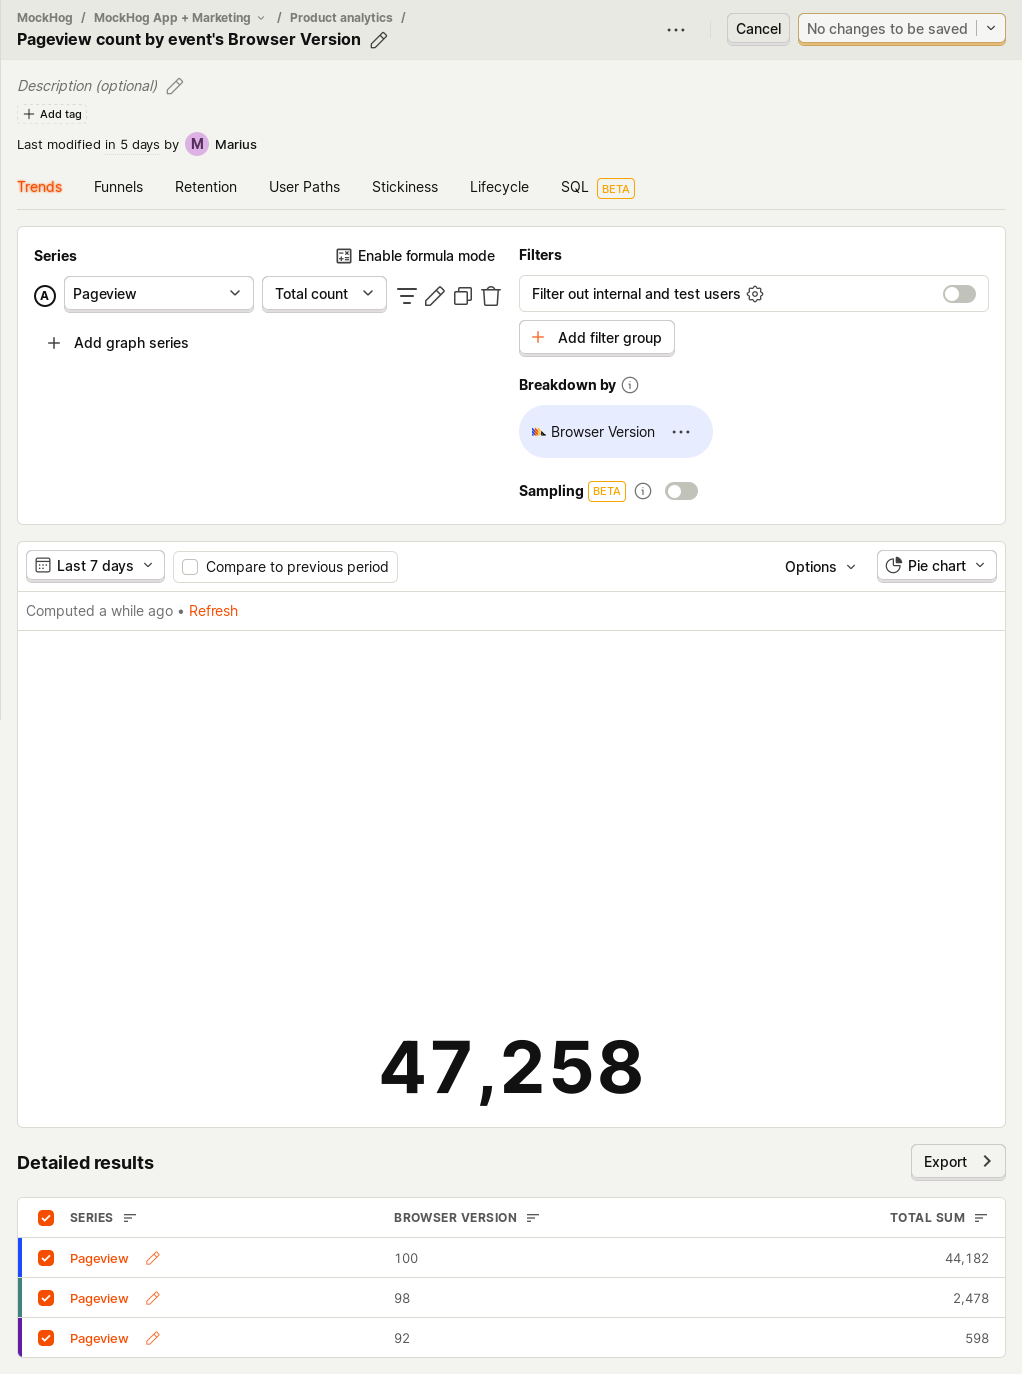 MockHog / MockHog App + Marketing / Product analytics /
Pageview count by event's Browser Version
Cancel
No changes to be saved
Description (optional)
Add tag
Last modified in 5 days by M Marius
Trends Funnels Retention User Paths Stickiness Lifecycle SQL BETA
Series
Enable formula mode
A Pageview Total count
Add graph series
Filters
Filter out internal and test users
Add filter group
Breakdown by
Browser Version
Sampling BETA
Last 7 days
Compare to previous period
Options
Pie chart
Computed a while ago • Refresh
47,258
Detailed results
Export
SERIES BROWSER VERSION TOTAL SUM
Pageview 100 44,182
Pageview 98 2,478
Pageview 92 598